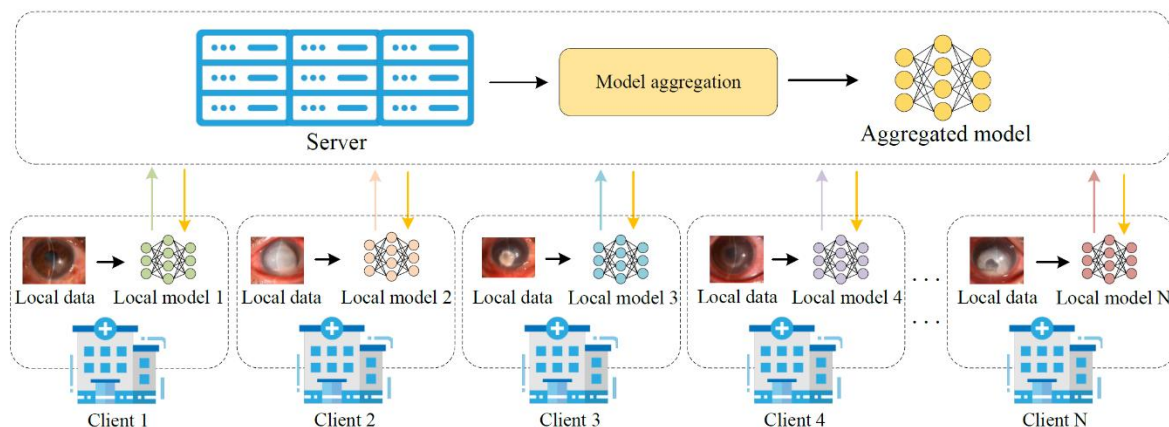 Model aggregation
Server
Aggregated model
Local data
Local model 1
Local data
Local model 2
Local data
Local model 3
Local data
Local model 4
. . .
Local data
Local model N
. . .
Client 1
Client 2
Client 3
Client 4
Client N